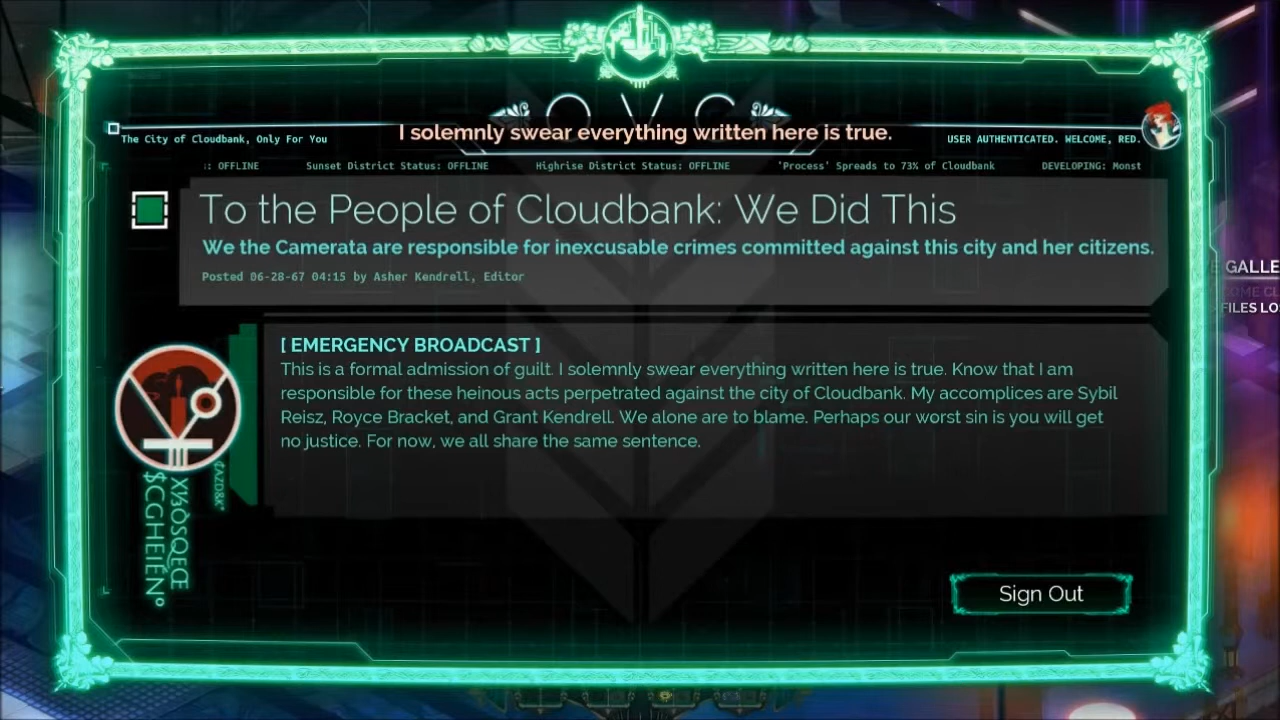 OVC
I solemnly swear everything written here is true.
The City of Cloudbank, Only For You
USER AUTHENTICATED. WELCOME, RED.
:: OFFLINE Sunset District Status: OFFLINE Highrise District Status: OFFLINE 'Process' Spreads to 73% of Cloudbank DEVELOPING: Monst
To the People of Cloudbank: We Did This
We the Camerata are responsible for inexcusable crimes committed against this city and her citizens.
Posted 06-28-67 04:15 by Asher Kendrell, Editor
GALLE
FILES LO
[ EMERGENCY BROADCAST ]
This is a formal admission of guilt. I solemnly swear everything written here is true. Know that I am
responsible for these heinous acts perpetrated against the city of Cloudbank. My accomplices are Sybil
Reisz, Royce Bracket, and Grant Kendrell. We alone are to blame. Perhaps our worst sin is you will get
no justice. For now, we all share the same sentence.
Sign Out